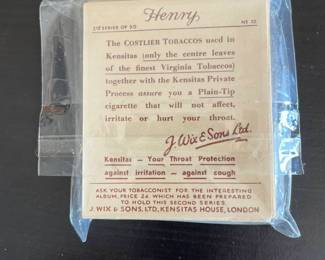 Henry
2ND SERIES OF 50
Nº 12
The COSTLIER TOBACCOS used in
Kensitas (only the centre leaves
of the finest Virginia Tobaccos)
together with the Kensitas Private
Process assure you a Plain-Tip
cigarette that will not affect,
irritate or hurt your throat.
J. Wix & Sons Ltd.
Kensitas — Your Throat Protection
against irritation — against cough
ASK YOUR TOBACCONIST FOR THE INTERESTING
ALBUM, PRICE 2d. WHICH HAS BEEN PREPARED
TO HOLD THIS SECOND SERIES.
J. WIX & SONS, LTD, KENSITAS HOUSE, LONDON